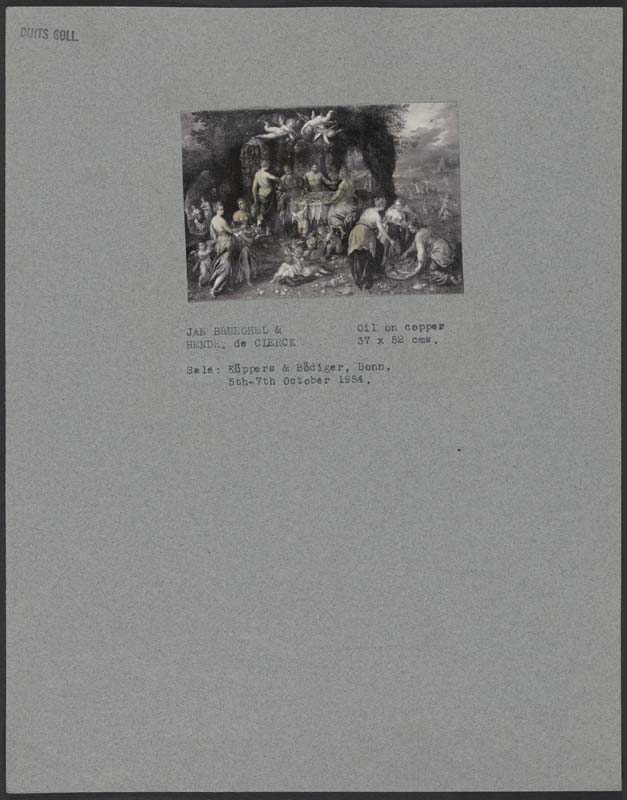 DUITS COLL.
JAN BRUEGHEL &
HENDR. de CLERCK
Oil on copper
37 x 52 cms.
Sale: Küppers & Bödiger, Bonn,
5th-7th October 1954.